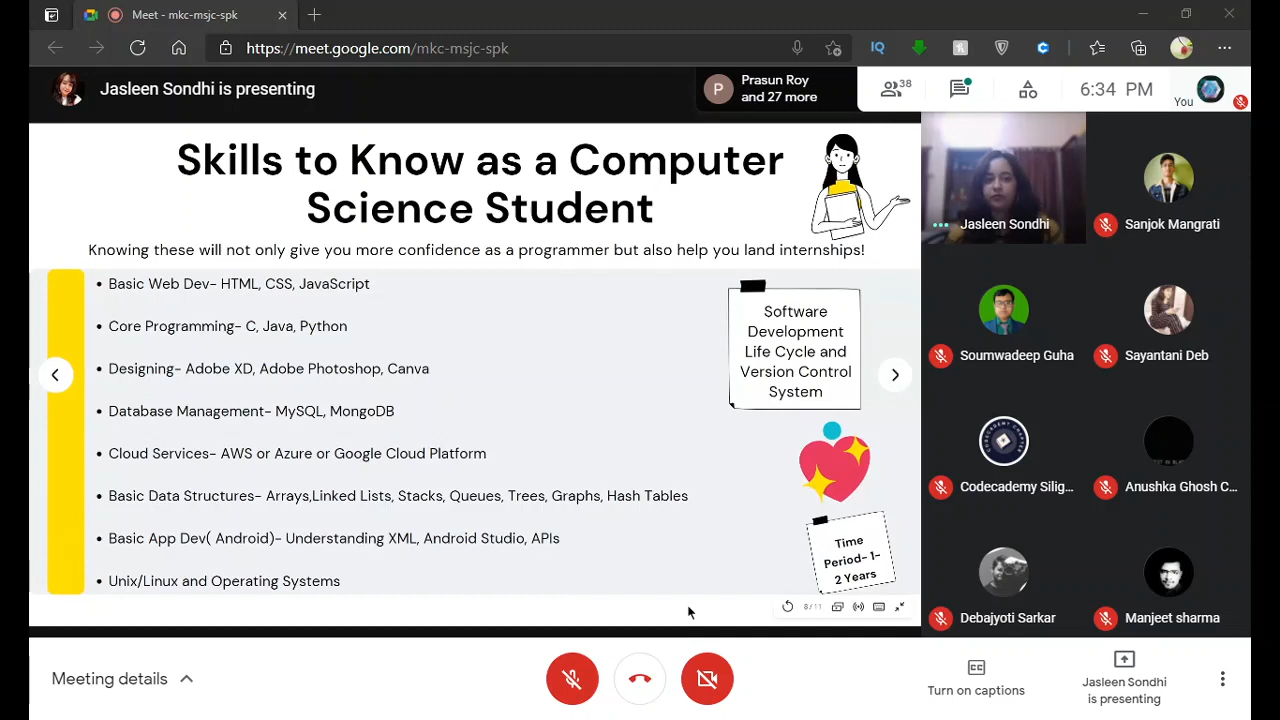 Meet - mkc-msjc-spk
https://meet.google.com/mkc-msjc-spk
IQ
Jasleen Sondhi is presenting
P
Prasun Roy
and 27 more
38
6:34 PM
You
Skills to Know as a Computer
Science Student
Knowing these will not only give you more confidence as a programmer but also help you land internships!
• Basic Web Dev- HTML, CSS, JavaScript
• Core Programming- C, Java, Python
• Designing- Adobe XD, Adobe Photoshop, Canva
• Database Management- MySQL, MongoDB
• Cloud Services- AWS or Azure or Google Cloud Platform
• Basic Data Structures- Arrays,Linked Lists, Stacks, Queues, Trees, Graphs, Hash Tables
• Basic App Dev( Android)- Understanding XML, Android Studio, APIs
• Unix/Linux and Operating Systems
Software
Development
Life Cycle and
Version Control
System
Time
Period- 1-
2 Years
8/11
Jasleen Sondhi
Sanjok Mangrati
Soumwadeep Guha
Sayantani Deb
Codecademy Silig...
Anushka Ghosh C...
Debajyoti Sarkar
Manjeet sharma
Meeting details
Turn on captions
Jasleen Sondhi
is presenting